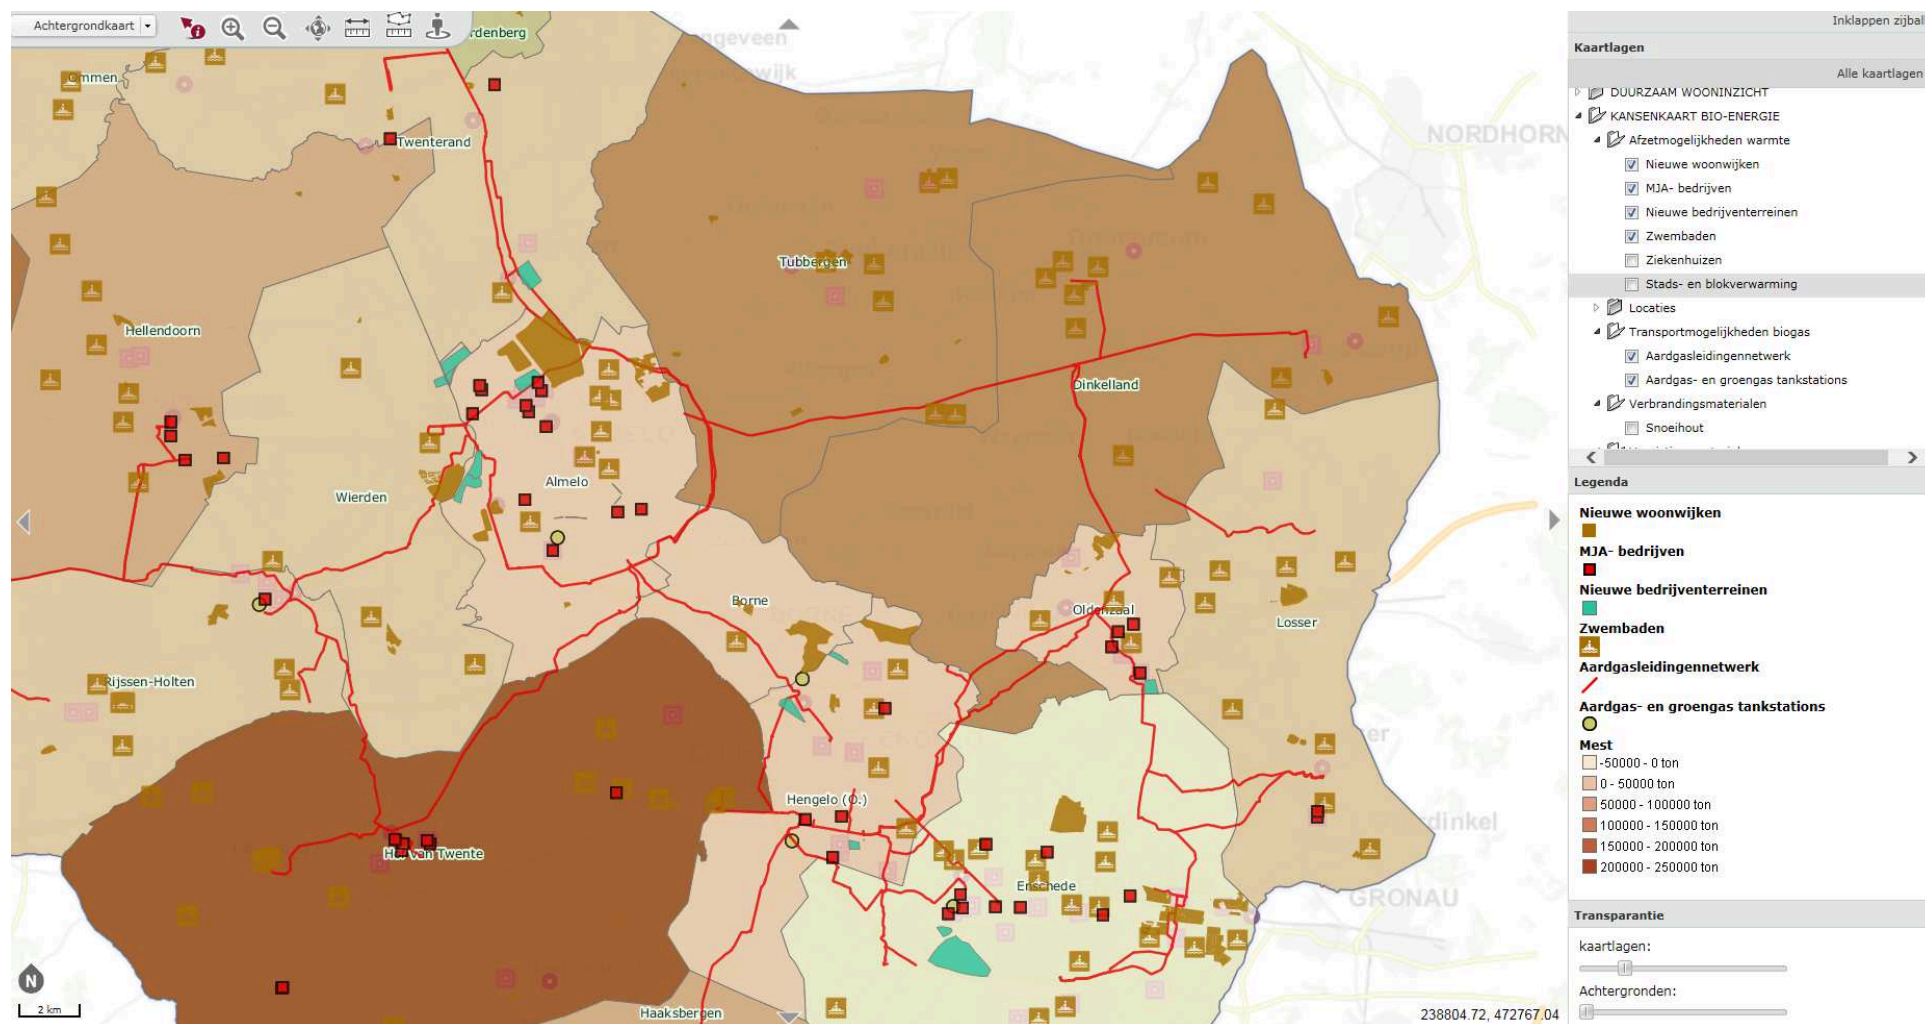 Achtergrondkaart
Inklappen zijbal
Kaartlagen
Alle kaartlagen
DUURZAAM WOONINZICHT
KANSENKAART BIO-ENERGIE
Afzetmogelijkheden warmte
Nieuwe woonwijken
MJA- bedrijven
Nieuwe bedrijventerreinen
Zwembaden
Ziekenhuizen
Stads- en blokverwarming
Locaties
Transportmogelijkheden biogas
Aardgasleidingennetwerk
Aardgas- en groengas tankstations
Verbrandingsmaterialen
Snoeihout
Legenda
Nieuwe woonwijken
MJA- bedrijven
Nieuwe bedrijventerreinen
Zwembaden
Aardgasleidingennetwerk
Aardgas- en groengas tankstations
Mest
-50000 - 0 ton
0 - 50000 ton
50000 - 100000 ton
100000 - 150000 ton
150000 - 200000 ton
200000 - 250000 ton
Transparantie
kaartlagen:
Achtergronden:
rdenberg
ngeveen
Ommen
NORDHORN
Twenterand
Tubbergen
Hellendoorn
Dinkelland
Almelo
Wierden
Borne
Oldenzaal
Losser
Rijssen-Holten
Hengelo (O.)
Hof van Twente
Enschede
GRONAU
Haaksbergen
N
2 km
238804.72, 472767.04